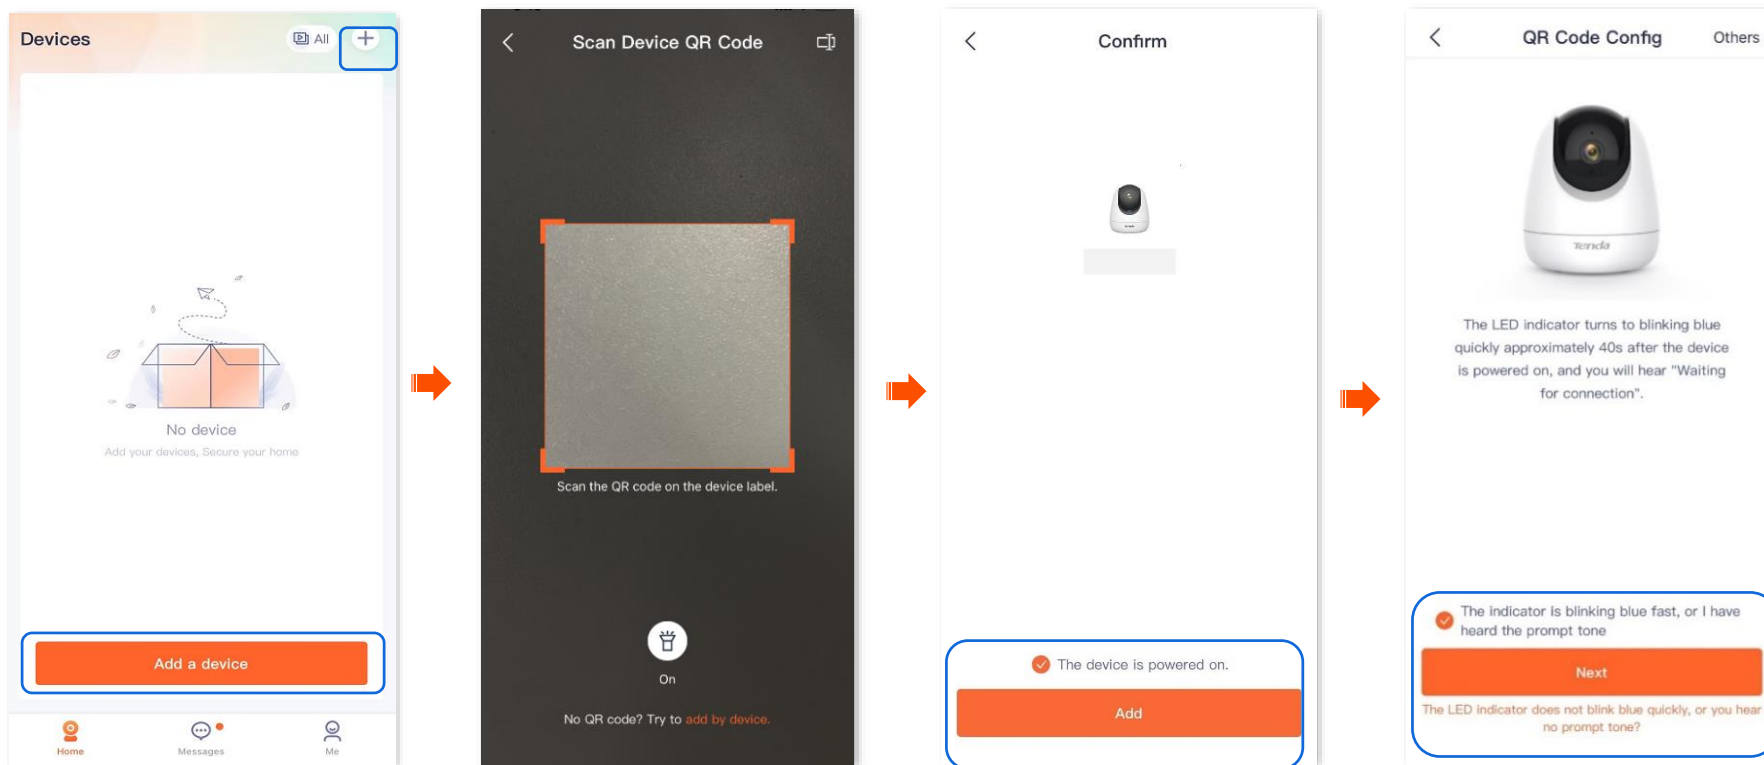 Devices
All
No device
Add your devices, Secure your home
Add a device
Home
Messages
Me
Scan Device QR Code
Scan the QR code on the device label.
On
No QR code? Try to add by device.
Confirm
The device is powered on.
Add
QR Code Config
Others
Tenda
The LED indicator turns to blinking blue
quickly approximately 40s after the device
is powered on, and you will hear "Waiting
for connection".
The indicator is blinking blue fast, or I have
heard the prompt tone
Next
The LED indicator does not blink blue quickly, or you hear
no prompt tone?